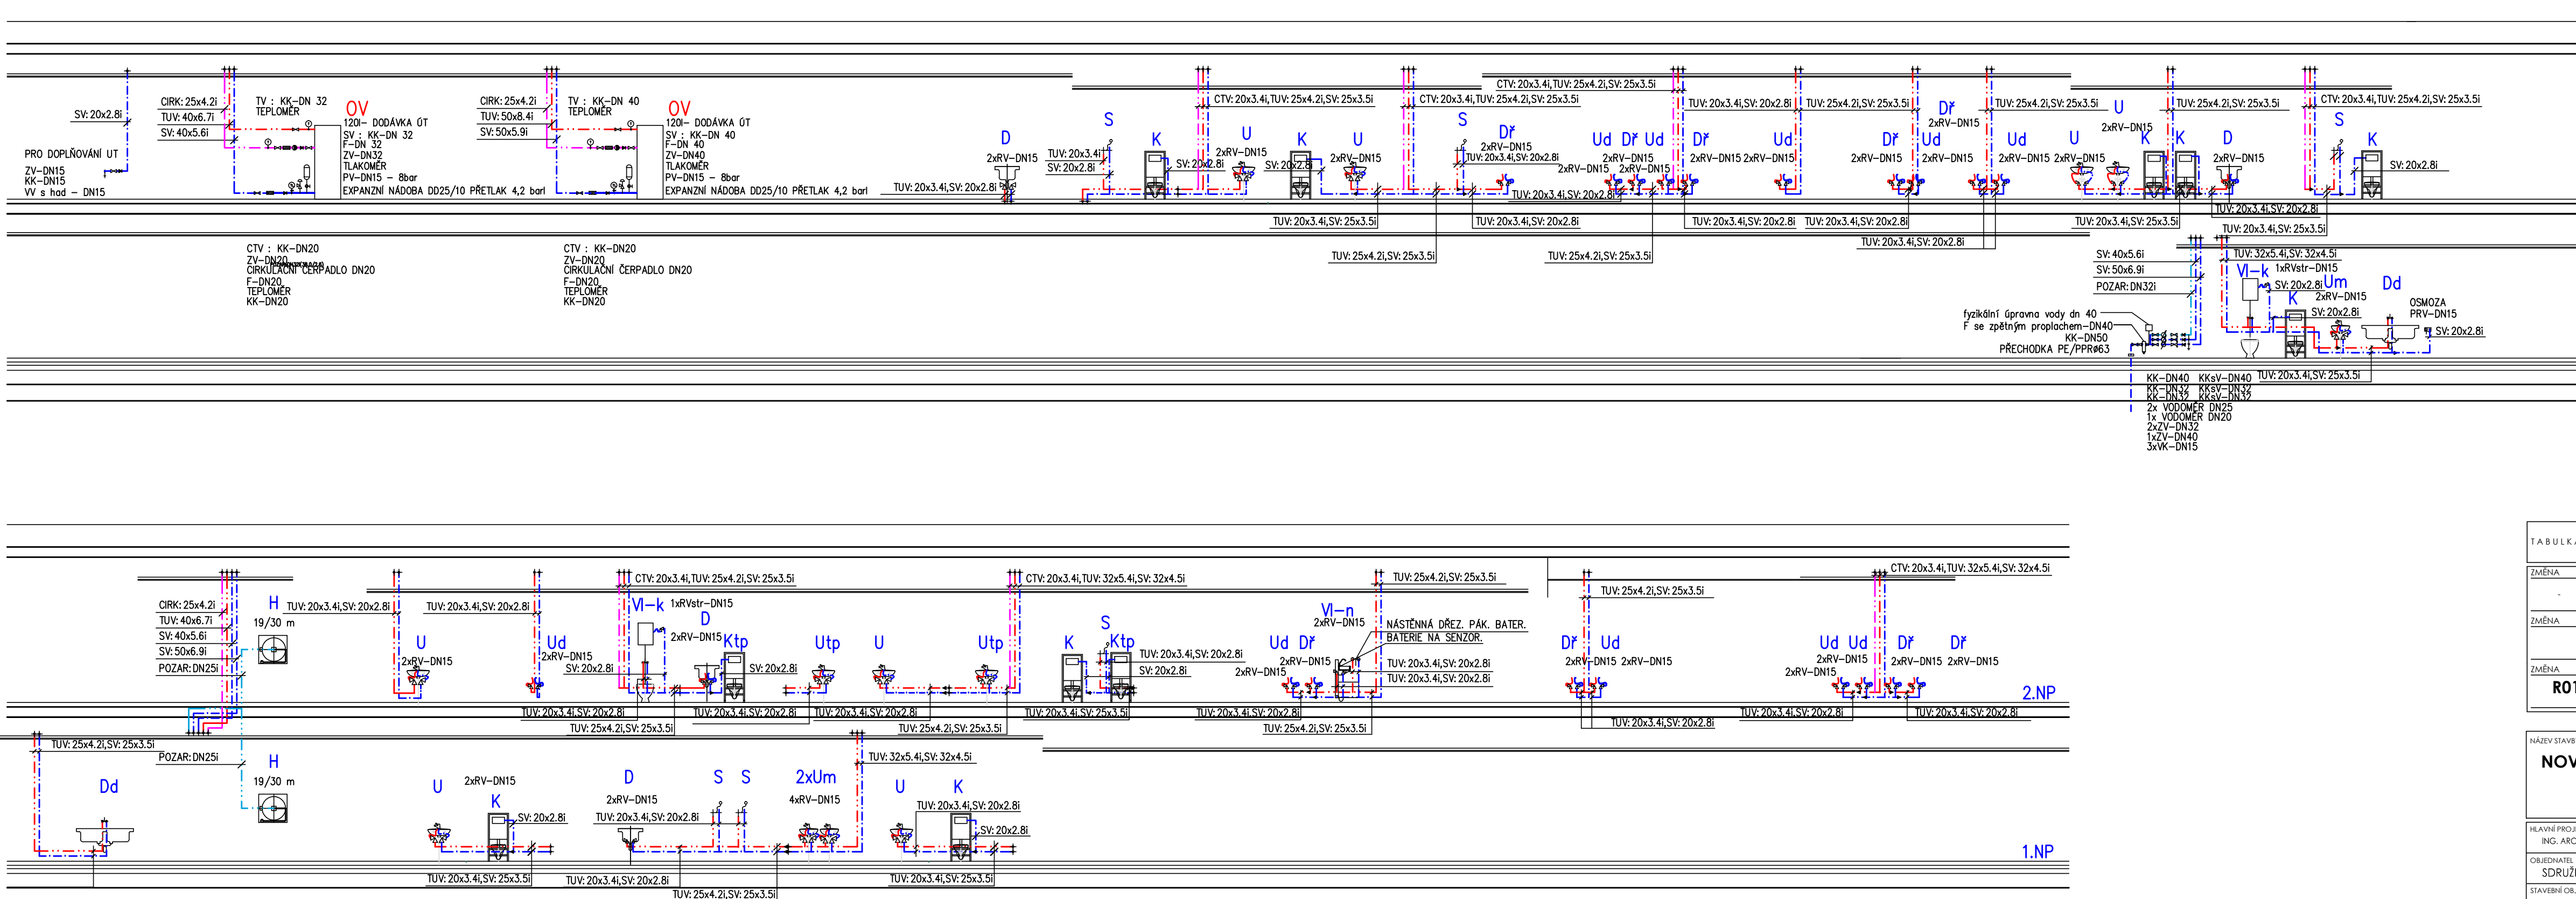 SV: 20x2.8i
PRO DOPLŇOVÁNÍ UT
ZV-DN15
KK-DN15
VV s had - DN15
CIRK: 25x4.2i
TUV: 40x6.7i
SV: 40x5.6i
TV : KK-DN 32
TEPLOMĚR
OV
120l- DODÁVKA ÚT
SV : KK-DN 32
F-DN 32
ZV-DN32
TLAKOMĚR
PV-DN15 - 8bar
EXPANZNÍ NÁDOBA DD25/10 PŘETLAK 4,2 barI
CTV : KK-DN20
ZV-DN20
CIRKULAČNÍ ČERPADLO DN20
F-DN20
TEPLOMĚR
KK-DN20
CIRK: 25x4.2i
TUV: 50x8.4i
SV: 50x5.9i
TV : KK-DN 40
TEPLOMĚR
OV
120l- DODÁVKA ÚT
SV : KK-DN 40
F-DN 40
ZV-DN40
TLAKOMĚR
PV-DN15 - 8bar
EXPANZNÍ NÁDOBA DD25/10 PŘETLAK 4,2 barI
CTV : KK-DN20
ZV-DN20
CIRKULAČNÍ ČERPADLO DN20
F-DN20
TEPLOMĚR
KK-DN20
D
2xRV-DN15
TUV: 20x3.4i,SV: 20x2.8i
S
TUV: 20x3.4i
SV: 20x2.8i
K
SV: 20x2.8i
CTV: 20x3.4i,TUV: 25x4.2i,SV: 25x3.5i
U
2xRV-DN15
K
SV: 20x2.8i
U
2xRV-DN15
TUV: 20x3.4i,SV: 25x3.5i
CTV: 20x3.4i,TUV: 25x4.2i,SV: 25x3.5i
TUV: 25x4.2i,SV: 25x3.5i
S
2xRV-DN15
Dř
TUV: 20x3.4i,SV: 20x2.8i
TUV: 20x3.4i,SV: 20x2.8i
CTV: 20x3.4i,TUV: 25x4.2i,SV: 25x3.5i
Ud Dř Ud
2xRV-DN15
2xRV-DN15
2xRV-DN15
2xRV-DN15
TUV: 20x3.4i,SV: 20x2.8i
TUV: 25x4.2i,SV: 25x3.5i
Dř
2xRV-DN15
TUV: 20x3.4i,SV: 20x2.8i
TUV: 20x3.4i,SV: 20x2.8i
Ud
2xRV-DN15
TUV: 25x4.2i,SV: 25x3.5i
Dř
2xRV-DN15
Ud
2xRV-DN15
TUV: 20x3.4i,SV: 20x2.8i
Dř
2xRV-DN15
TUV: 25x4.2i,SV: 25x3.5i
Ud
2xRV-DN15
TUV: 20x3.4i,SV: 20x2.8i
U
2xRV-DN15
U
2xRV-DN15
K
K
TUV: 25x4.2i,SV: 25x3.5i
D
2xRV-DN15
TUV: 20x3.4i,SV: 25x3.5i
TUV: 20x3.4i,SV: 20x2.8i
TUV: 20x3.4i,SV: 25x3.5i
CTV: 20x3.4i,TUV: 25x4.2i,SV: 25x3.5i
S
K
SV: 20x2.8i
SV: 40x5.6i
SV: 50x6.9i
POZAR: DN32i
TUV: 32x5.4i,SV: 32x4.5i
Vl-k
1xRVstr-DN15
SV: 20x2.8i
K
Um
2xRV-DN15
SV: 20x2.8i
Dd
OSMOZA
PRV-DN15
SV: 20x2.8i
TUV: 20x3.4i,SV: 25x3.5i
fyzikální úpravna vody dn 40
F se zpětným proplachem-DN40
KK-DN50
PŘECHODKA PE/PPRø63
KK-DN40 KKsV-DN40
KK-DN32 KKsV-DN32
KK-DN32 KKsV-DN32
2x VODOMĚR DN25
1x VODOMĚR DN20
2xZV-DN32
1xZV-DN40
3xVK-DN15
CIRK: 25x4.2i
TUV: 40x6.7i
SV: 40x5.6i
SV: 50x6.9i
POZAR: DN25i
H
19/30 m
TUV: 20x3.4i,SV: 20x2.8i
U
2xRV-DN15
TUV: 20x3.4i,SV: 20x2.8i
Ud
2xRV-DN15
SV: 20x2.8i
TUV: 20x3.4i,SV: 20x2.8i
CTV: 20x3.4i,TUV: 25x4.2i,SV: 25x3.5i
Vl-k
1xRVstr-DN15
D
2xRV-DN15
Ktp
SV: 20x2.8i
TUV: 25x4.2i,SV: 25x3.5i
TUV: 20x3.4i,SV: 20x2.8i
Utp
U
TUV: 20x3.4i,SV: 20x2.8i
Utp
TUV: 25x4.2i,SV: 25x3.5i
CTV: 20x3.4i,TUV: 32x5.4i,SV: 32x4.5i
K
S
Ktp
TUV: 20x3.4i,SV: 20x2.8i
SV: 20x2.8i
TUV: 20x3.4i,SV: 25x3.5i
Ud Dř
2xRV-DN15
2xRV-DN15
TUV: 20x3.4i,SV: 20x2.8i
Vl-n
2xRV-DN15
TUV: 25x4.2i,SV: 25x3.5i
NÁSTĚNNÁ DŘEZ. PÁK. BATER.
BATERIE NA SENZOR.
TUV: 20x3.4i,SV: 20x2.8i
TUV: 20x3.4i,SV: 20x2.8i
TUV: 25x4.2i,SV: 25x3.5i
TUV: 25x4.2i,SV: 25x3.5i
Dř Ud
2xRV-DN15 2xRV-DN15
TUV: 20x3.4i,SV: 20x2.8i
CTV: 20x3.4i,TUV: 32x5.4i,SV: 32x4.5i
Ud Ud Dř Dř
2xRV-DN15 2xRV-DN15 2xRV-DN15
2xRV-DN15
TUV: 20x3.4i,SV: 20x2.8i
TUV: 20x3.4i,SV: 20x2.8i
2.NP
TUV: 25x4.2i,SV: 25x3.5i
Dd
POZAR: DN25i
H
19/30 m
U
2xRV-DN15
K
SV: 20x2.8i
TUV: 20x3.4i,SV: 25x3.5i
D
2xRV-DN15
TUV: 20x3.4i,SV: 20x2.8i
TUV: 20x3.4i,SV: 20x2.8i
S S
TUV: 25x4.2i,SV: 25x3.5i
2xUm
4xRV-DN15
TUV: 32x5.4i,SV: 32x4.5i
U
K
TUV: 20x3.4i,SV: 20x2.8i
SV: 20x2.8i
TUV: 20x3.4i,SV: 25x3.5i
1.NP
TABULKA
ZMĚNA
-
ZMĚNA
ZMĚNA
R01
NÁZEV STAVB
NOV
HLAVNÍ PROJ
ING. ARC
OBJEDNATEL
SDRUŽ
STAVEBNÍ OBJ